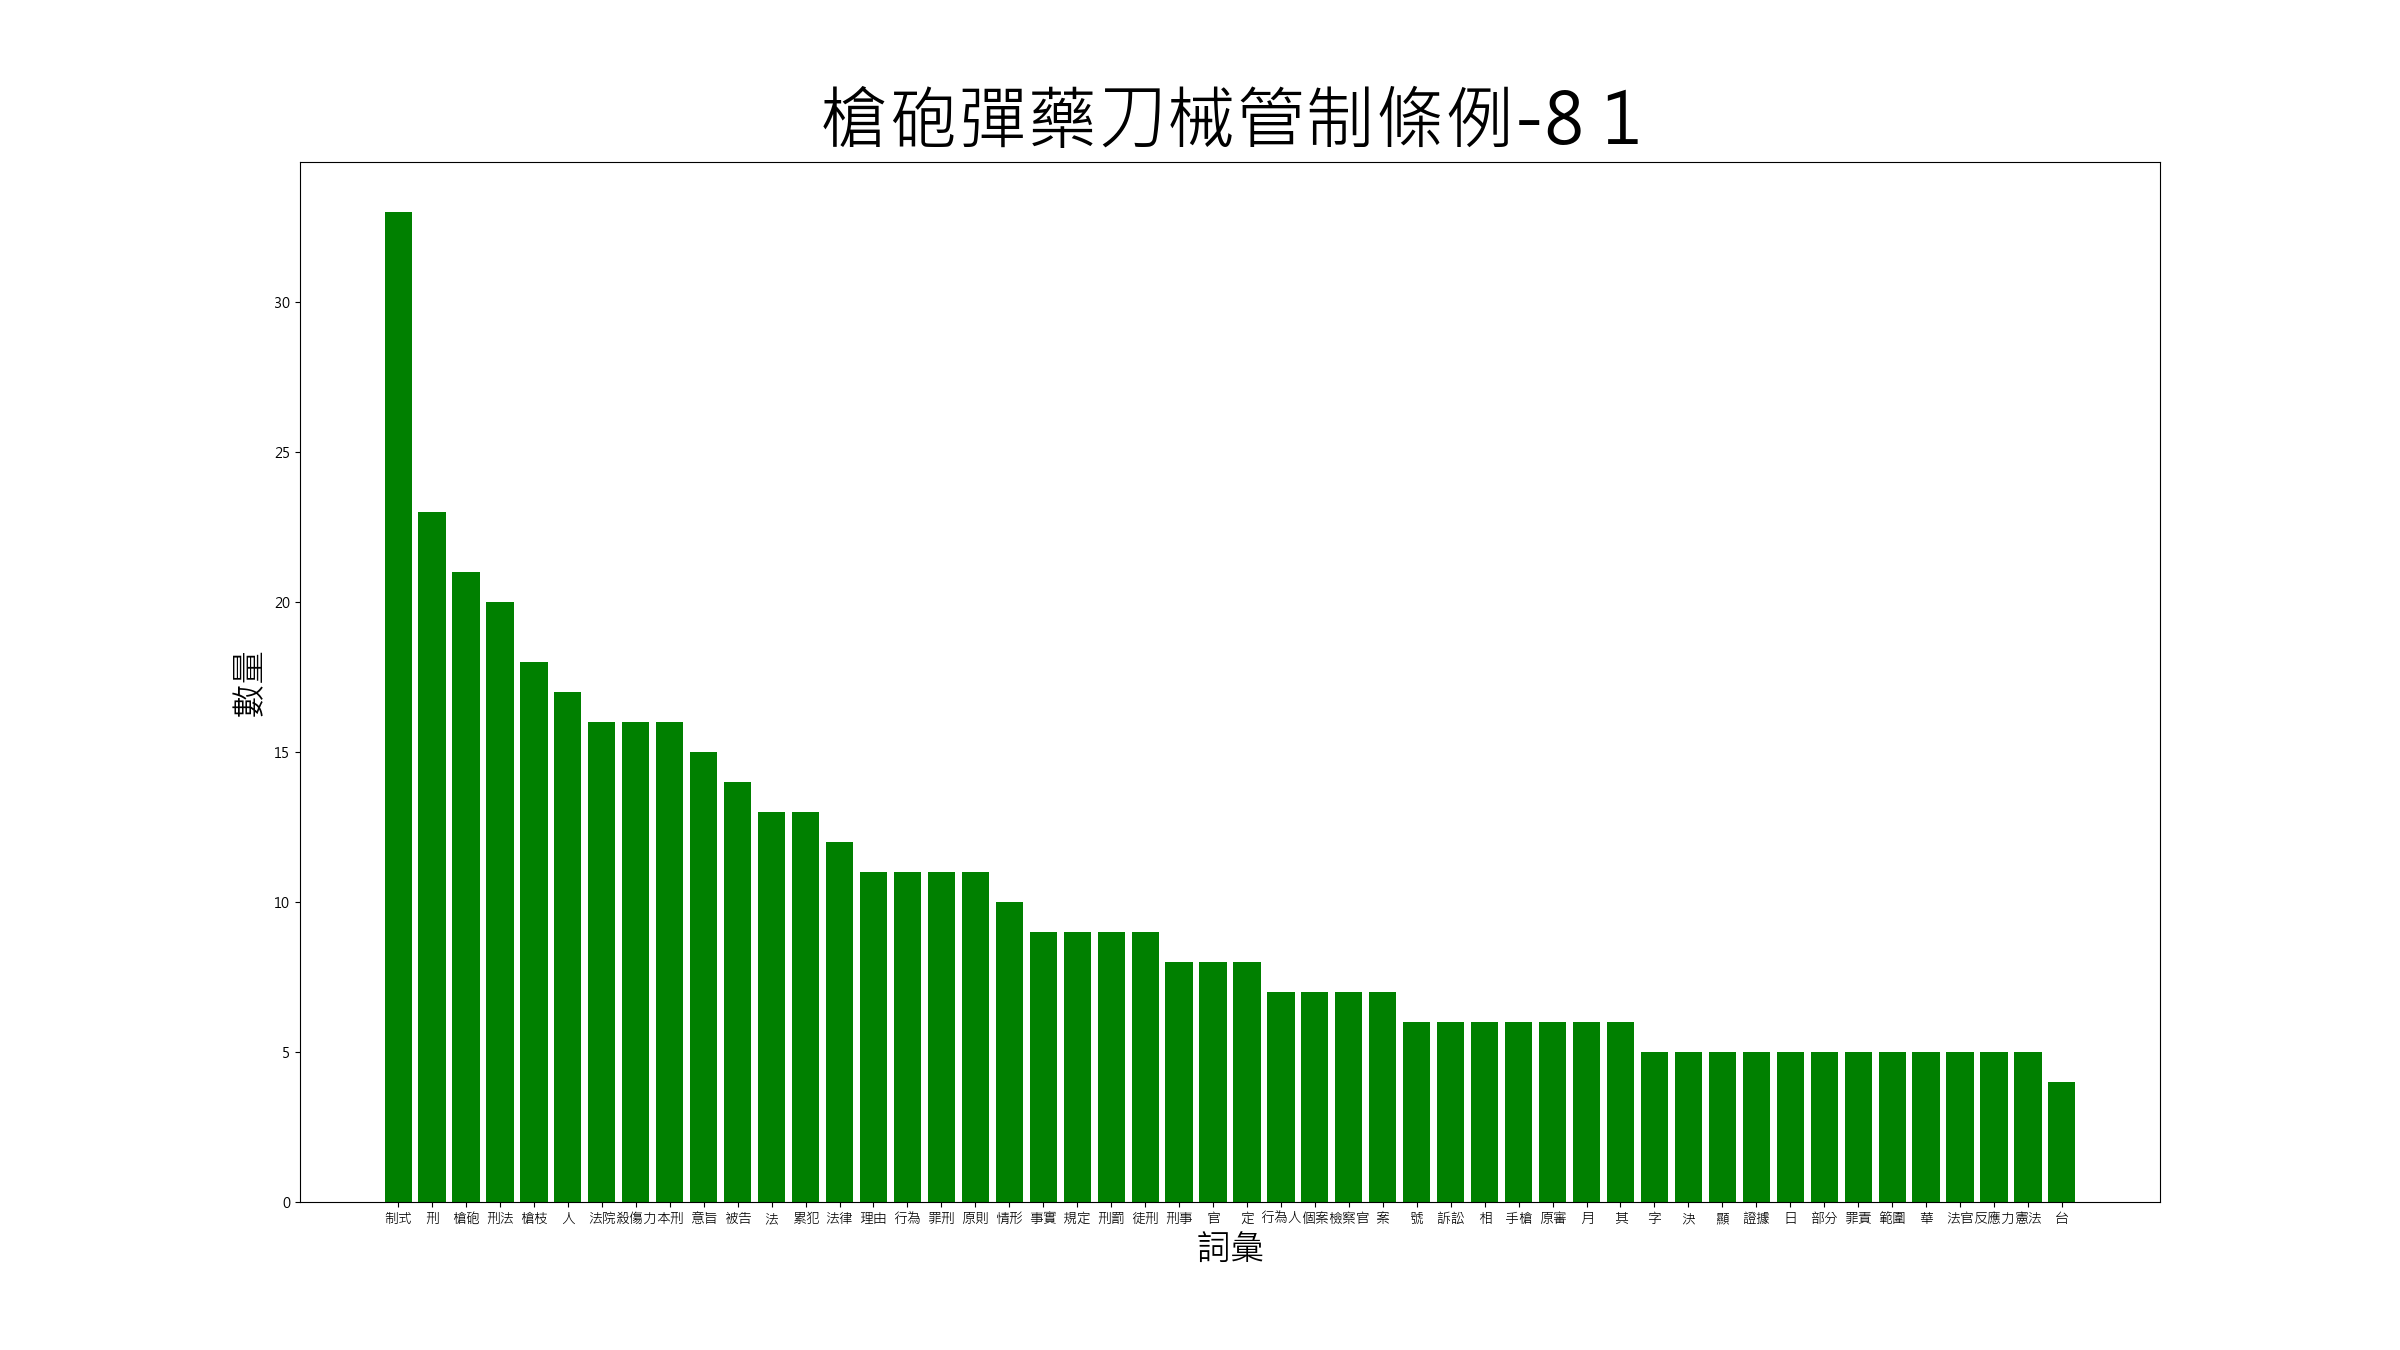 槍砲彈藥刀械管制條例-8 1
數量
30
25
20
15
10
5
0
制式 刑 槍砲 刑法 槍枝 人 法院 殺傷力 本刑 意旨 被告 法 累犯 法律 理由 行為 罪刑 原則 情形 事實 規定 刑罰 徒刑 刑事 官 定 行為人 個案 檢察官 案 號 訴訟 相 手槍 原審 月 其 字 決 顯 證據 日 部分 罪責 範圍 華 法官 反應力 憲法 台
詞彙